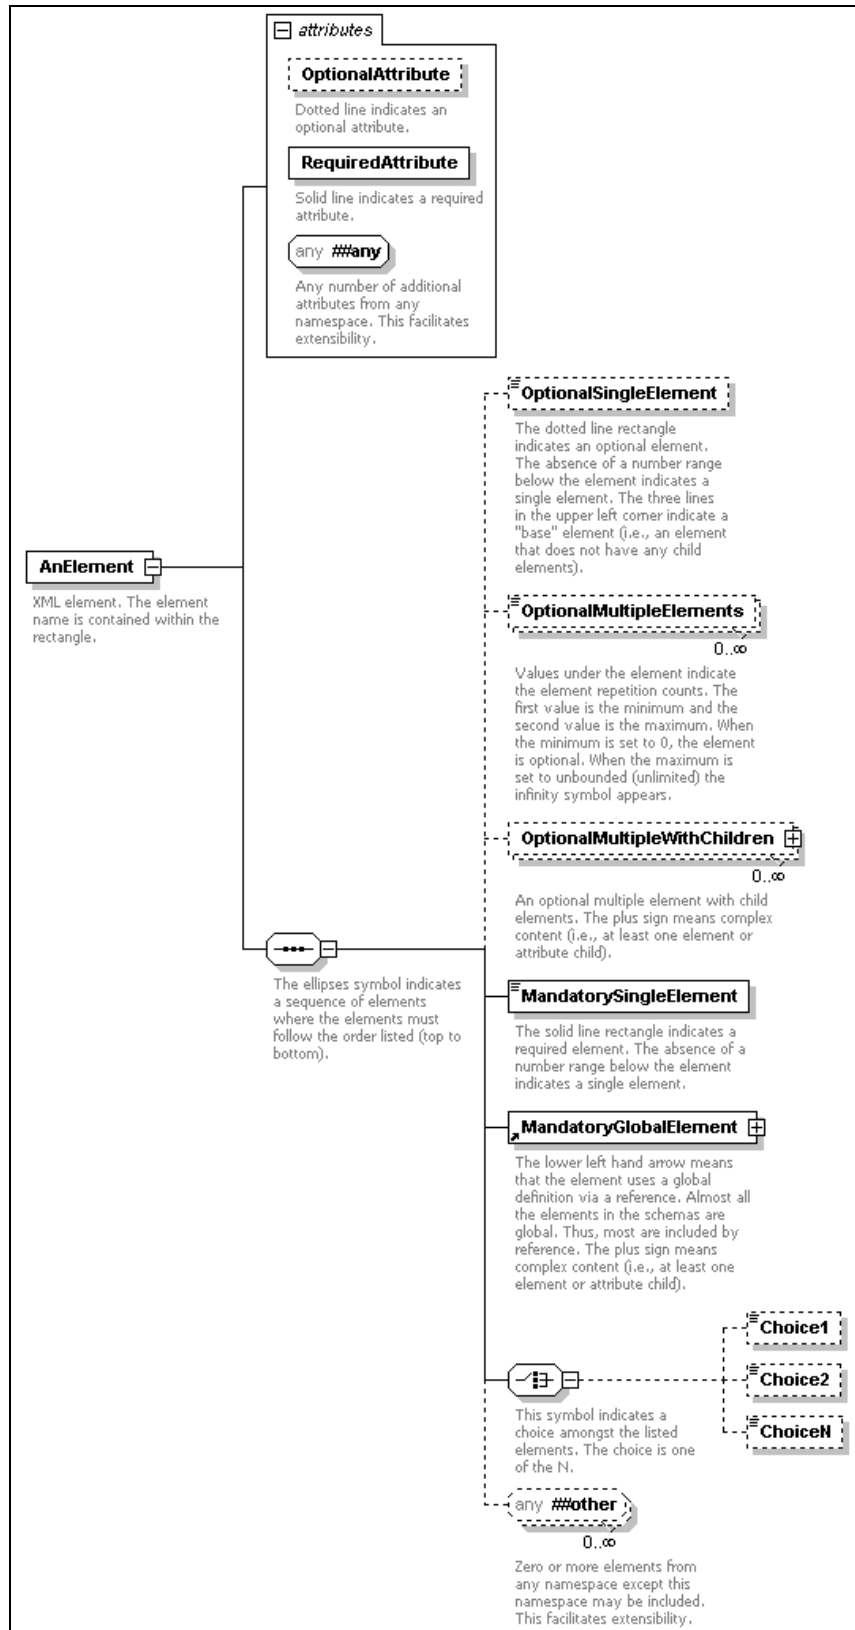 attributes
OptionalAttribute
Dotted line indicates an
optional attribute.
RequiredAttribute
Solid line indicates a required
attribute.
any ##any
Any number of additional
attributes from any
namespace. This facilitates
extensibility.
AnElement
XML element. The element
name is contained within the
rectangle.
The ellipses symbol indicates
a sequence of elements
where the elements must
follow the order listed (top to
bottom).
OptionalSingleElement
The dotted line rectangle
indicates an optional element.
The absence of a number range
below the element indicates a
single element. The three lines
in the upper left corner indicate a
"base" element (i.e., an element
that does not have any child
elements).
OptionalMultipleElements
0..∞
Values under the element indicate
the element repetition counts. The
first value is the minimum and the
second value is the maximum. When
the minimum is set to 0, the element
is optional. When the maximum is
set to unbounded (unlimited) the
infinity symbol appears.
OptionalMultipleWithChildren
0..∞
An optional multiple element with child
elements. The plus sign means complex
content (i.e., at least one element or
attribute child).
MandatorySingleElement
The solid line rectangle indicates a
required element. The absence of a
number range below the element
indicates a single element.
MandatoryGlobalElement
The lower left hand arrow means
that the element uses a global
definition via a reference. Almost all
the elements in the schemas are
global. Thus, most are included by
reference. The plus sign means
complex content (i.e., at least one
element or attribute child).
This symbol indicates a
choice amongst the listed
elements. The choice is one
of the N.
Choice1
Choice2
ChoiceN
any ##other
0..∞
Zero or more elements from
any namespace except this
namespace may be included.
This facilitates extensibility.